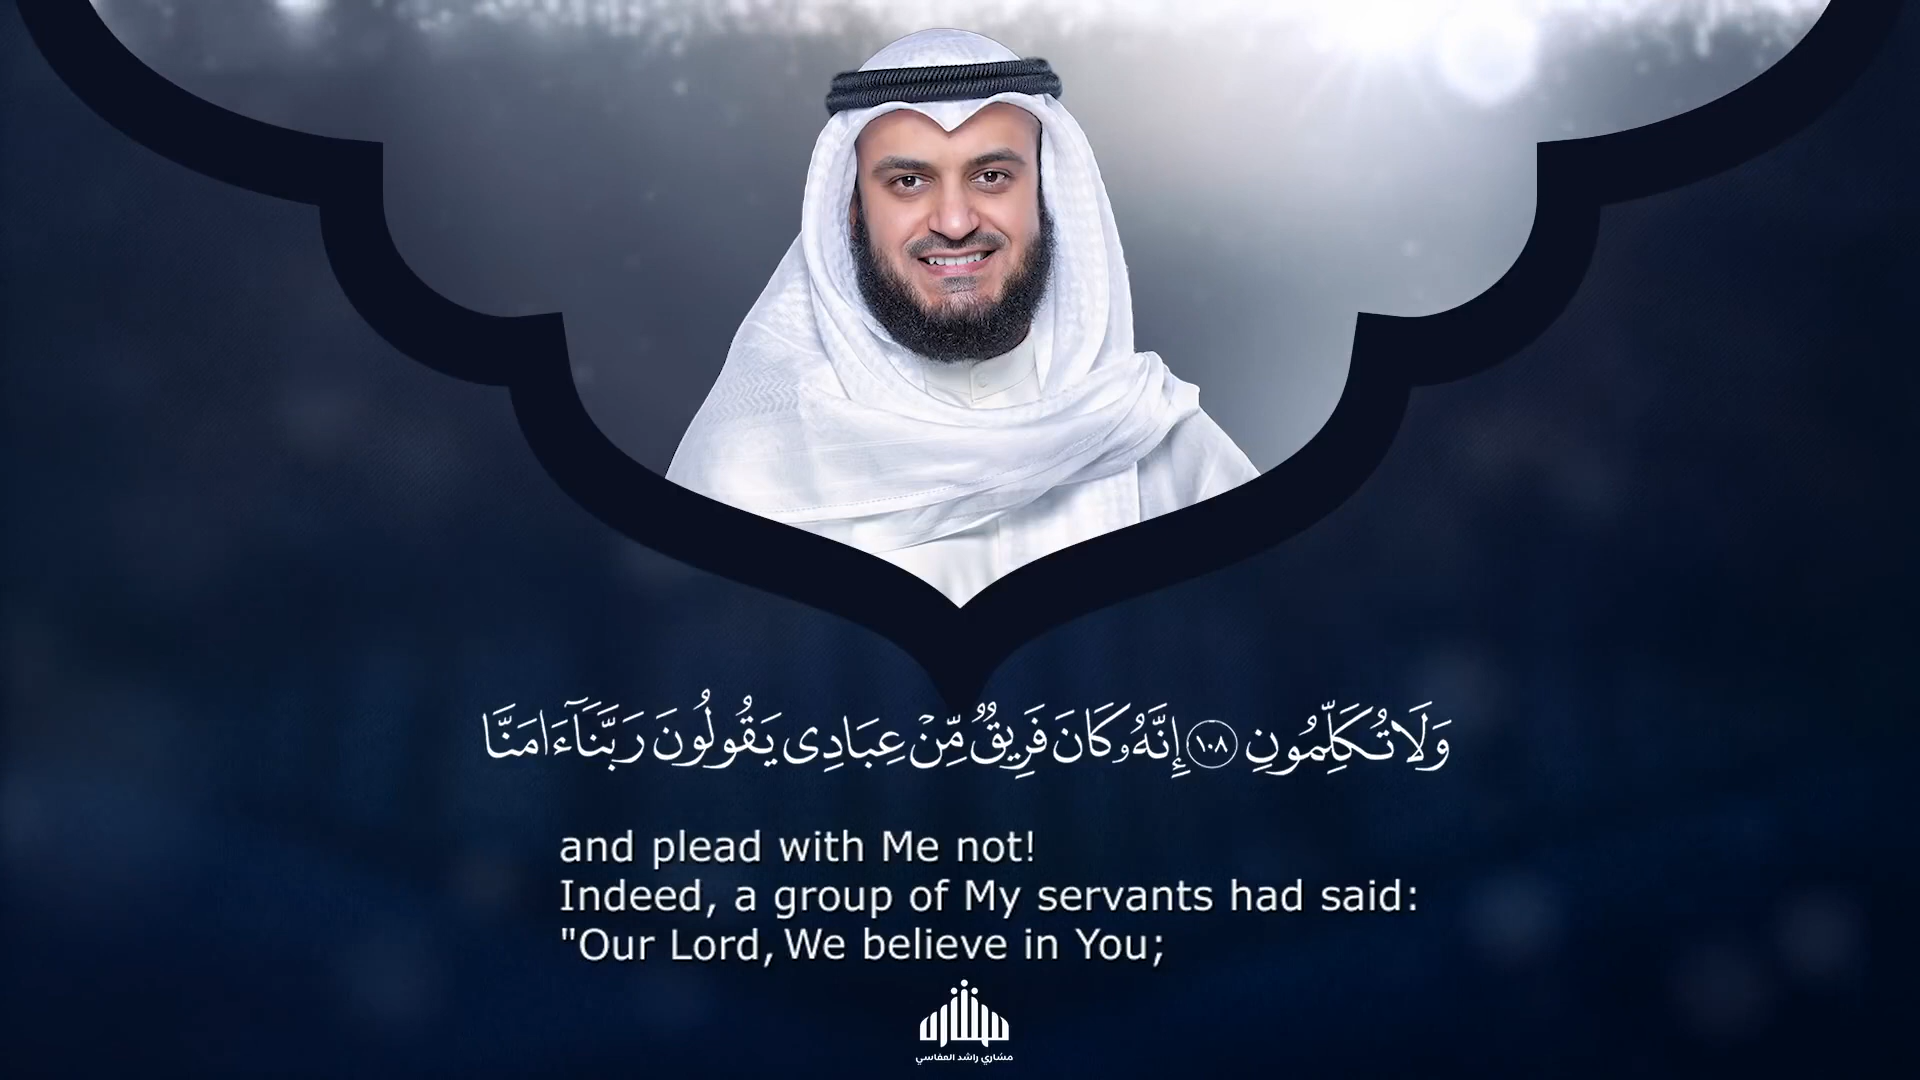 وَلَا تُكَلِّمُونِ ١٠٨ إِنَّهُۥ كَانَ فَرِيقٌ مِّنْ عِبَادِى يَقُولُونَ رَبَّنَآ ءَامَنَّا
and plead with Me not!
Indeed, a group of My servants had said:
"Our Lord, We believe in You;
مشاري
مشاري راشد العفاسي